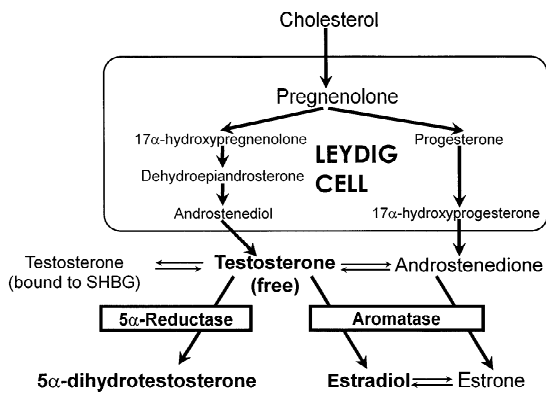 Cholesterol
Pregnenolone
17α-hydroxypregnenolone
LEYDIG
CELL
Progesterone
Dehydroepiandrosterone
Androstenediol
17α-hydroxyprogesterone
Testosterone
(bound to SHBG)
Testosterone
(free)
Androstenedione
5α-Reductase
Aromatase
5α-dihydrotestosterone
Estradiol
Estrone